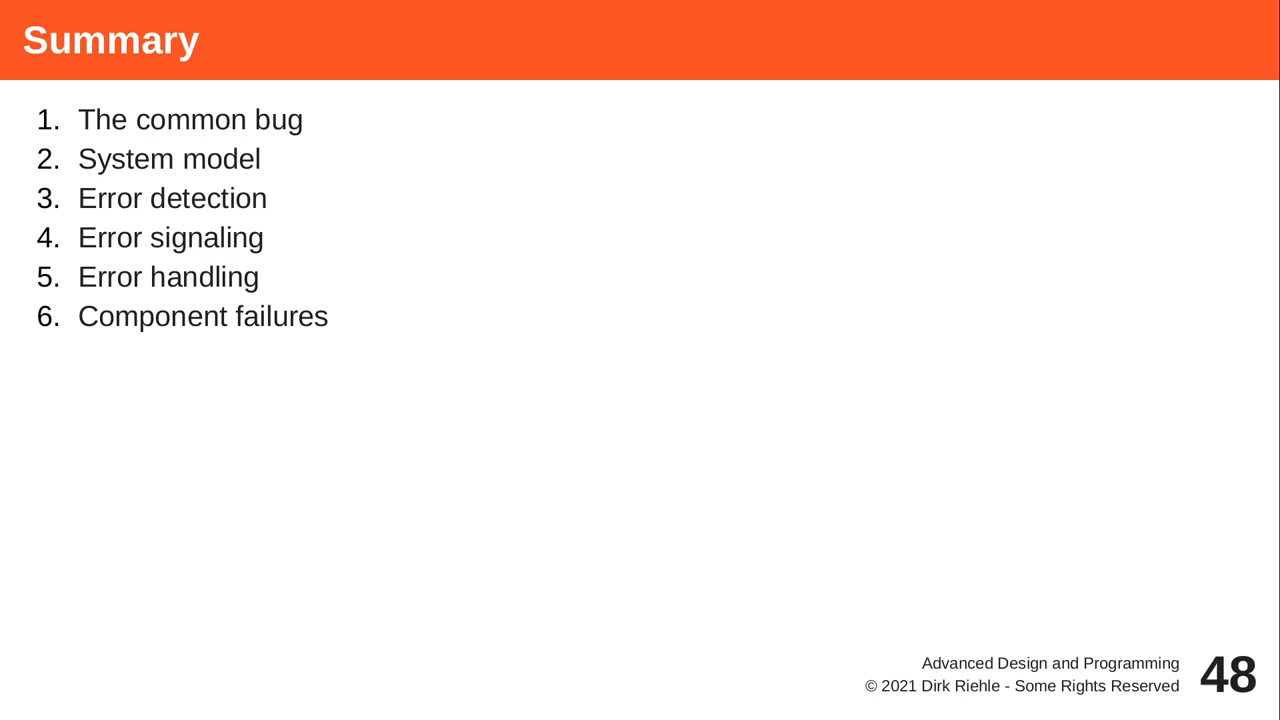 Summary
1. The common bug
2. System model
3. Error detection
4. Error signaling
5. Error handling
6. Component failures
Advanced Design and Programming
© 2021 Dirk Riehle - Some Rights Reserved
48